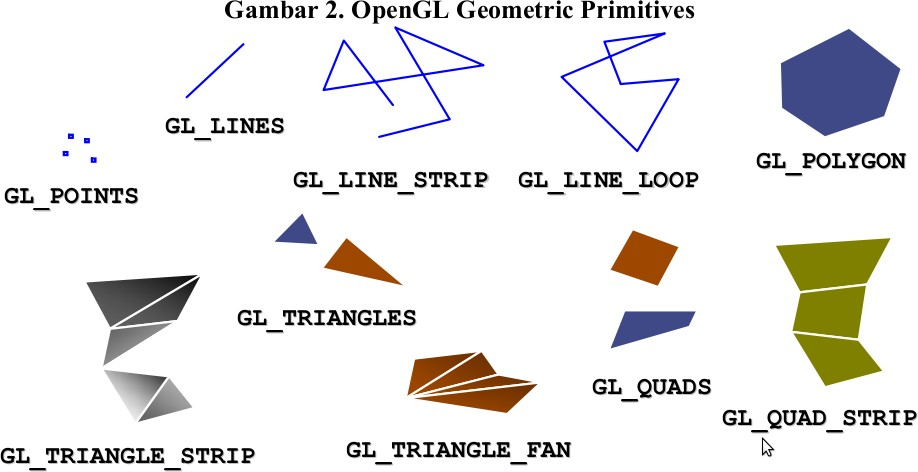 Gambar 2. OpenGL Geometric Primitives
GL_LINES
GL_POINTS
GL_LINE_STRIP
GL_LINE_LOOP
GL_POLYGON
GL_TRIANGLES
GL_QUADS
GL_QUAD_STRIP
GL_TRIANGLE_STRIP
GL_TRIANGLE_FAN